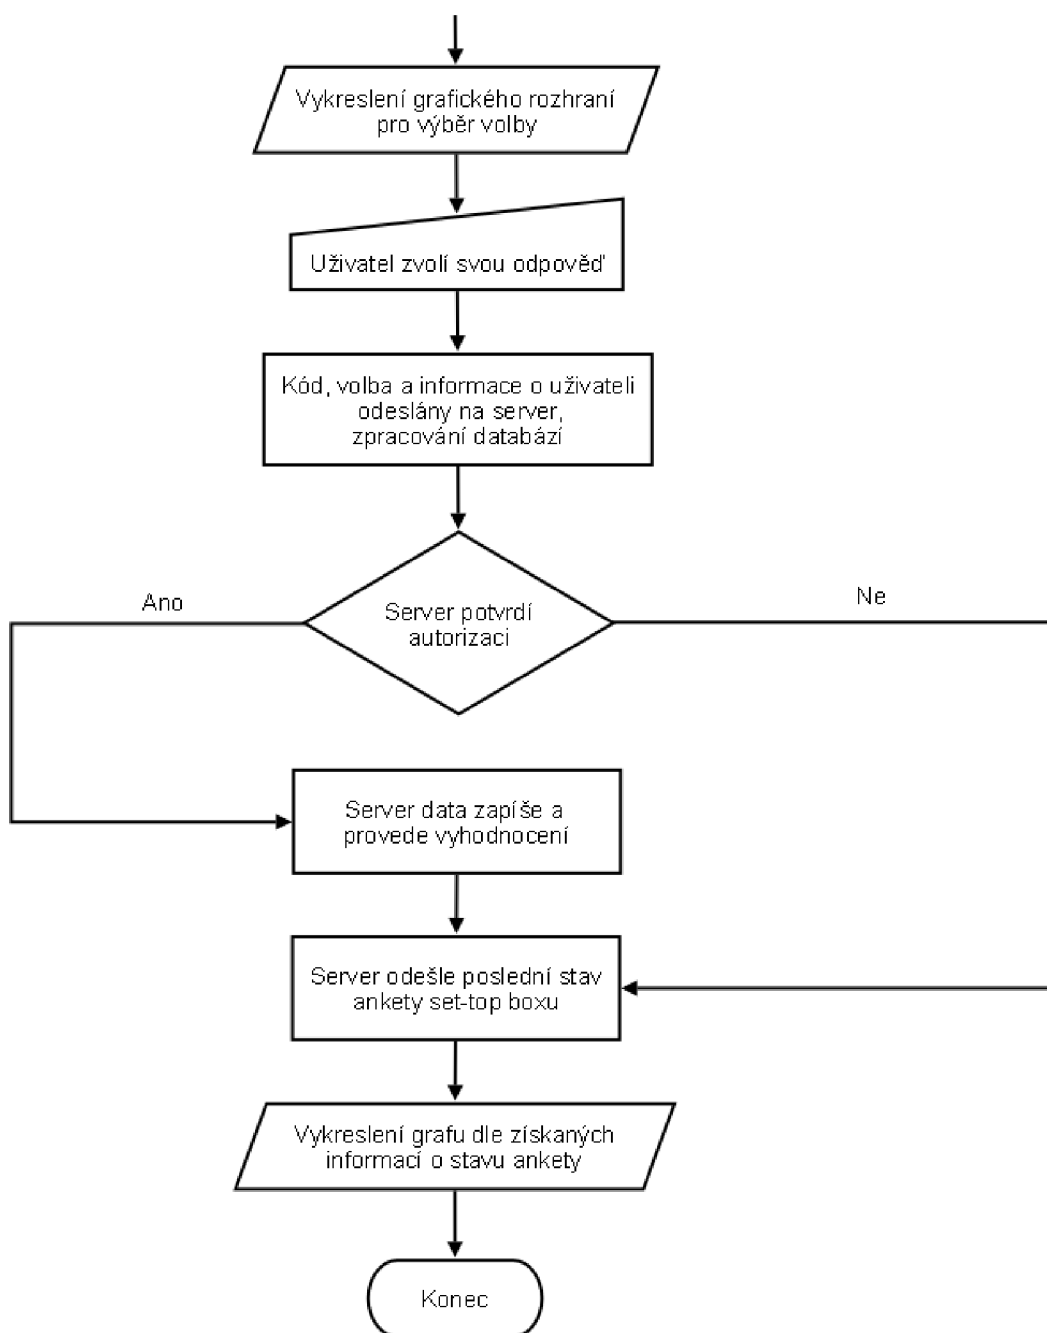 Vykreslení grafického rozhraní
pro výběr volby
Uživatel zvolí svou odpověď
Kód, volba a informace o uživateli
odeslány na server,
zpracování databází
Ano
Server potvrdí
autorizaci
Ne
Server data zapíše a
provede vyhodnocení
Server odešle poslední stav
ankety set-top boxu
Vykreslení grafu dle získaných
informací o stavu ankety
Konec